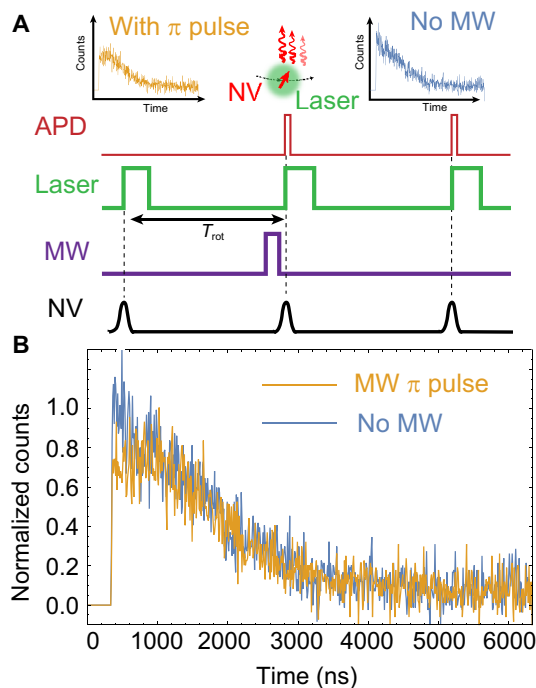 A
With π pulse
Counts
Time
NV
Laser
No MW
Counts
Time
APD
Laser
Trot
MW
NV
B
Normalized counts
1.0
0.8
0.6
0.4
0.2
0.0
MW π pulse
No MW
0 1000 2000 3000 4000 5000 6000
Time (ns)